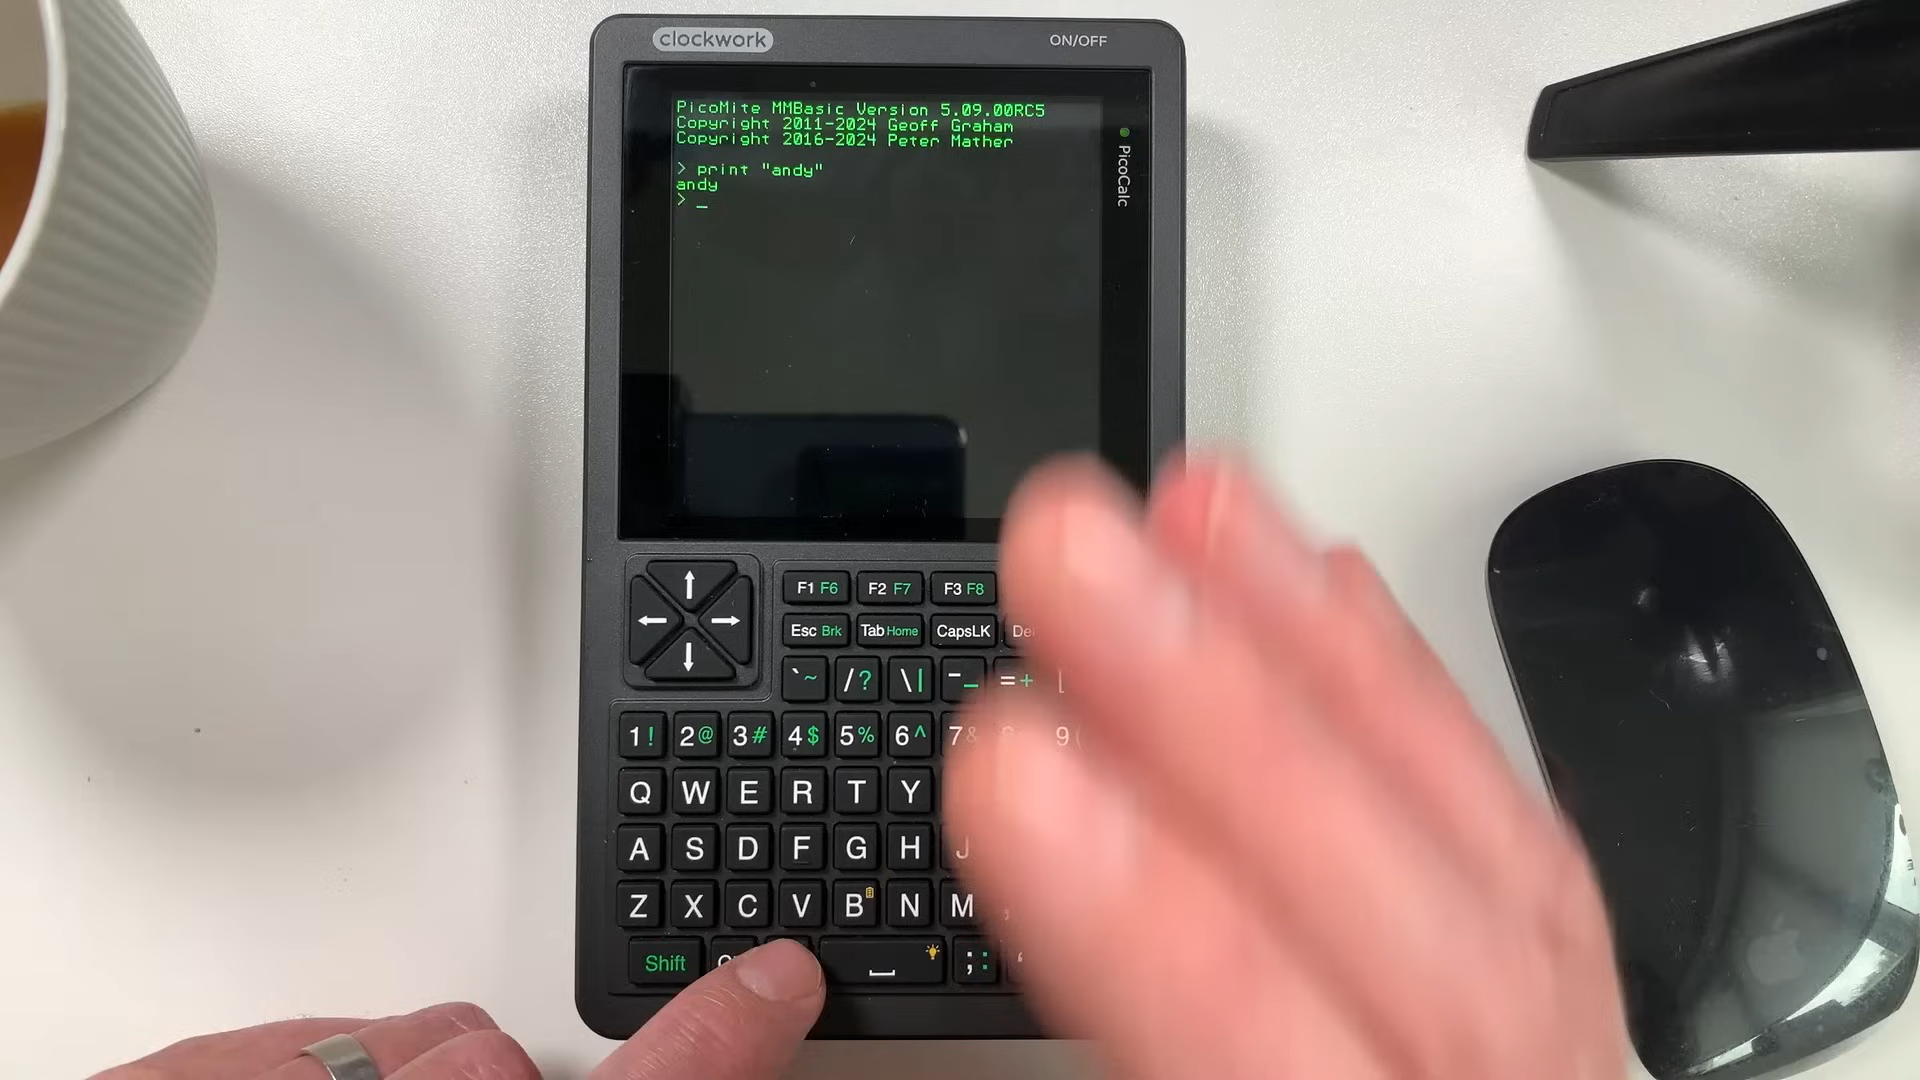 clockwork
ON/OFF
PicoMite MMBasic Version 5.09.00RC5
Copyright 2011-2024 Geoff Graham
Copyright 2016-2024 Peter Mather
> print "andy"
andy
> _
PicoCalc
F1 F6 F2 F7 F3 F8
Esc Brk Tab Home CapsLK
`~ /? \| -_ =+ [
1! 2@ 3# 4$ 5% 6^ 7& 9(
Q W E R T Y
A S D F G H J
Z X C V B N M
Shift ;: